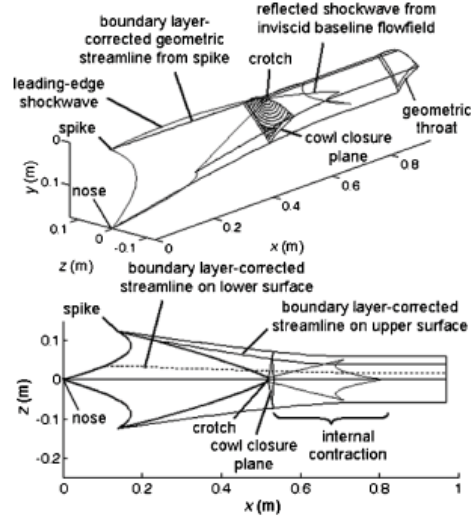 reflected shockwave from
inviscid baseline flowfield
boundary layer-
corrected geometric
streamline from spike
crotch
leading-edge
shockwave
spike
cowl closure
plane
geometric
throat
nose
0
0.1
y (m)
0.1
0
-0.1
z (m)
0
0.2
0.4
0.6
0.8
x (m)
boundary layer-corrected
streamline on lower surface
spike
boundary layer-corrected
streamline on upper surface
0.1
0
-0.1
-0.2
z (m)
nose
crotch
cowl closure
plane
internal
contraction
0
0.2
0.4
0.6
0.8
1
x (m)